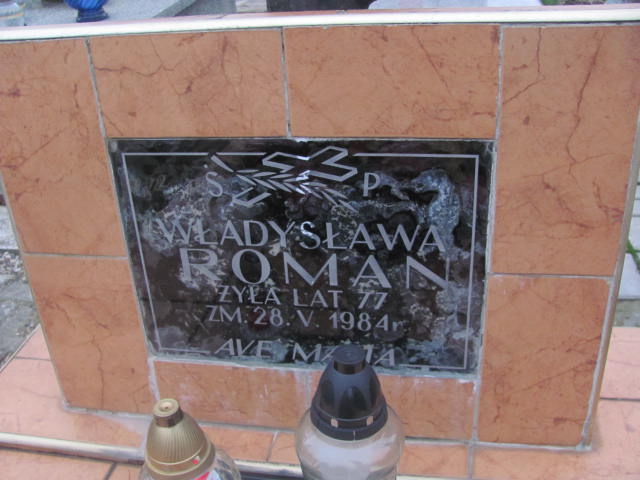 Ś P
WŁADYSŁAWA
ROMAN
ŻYŁA LAT 77
ZM. 28.V.1984r.
AVE MARIA